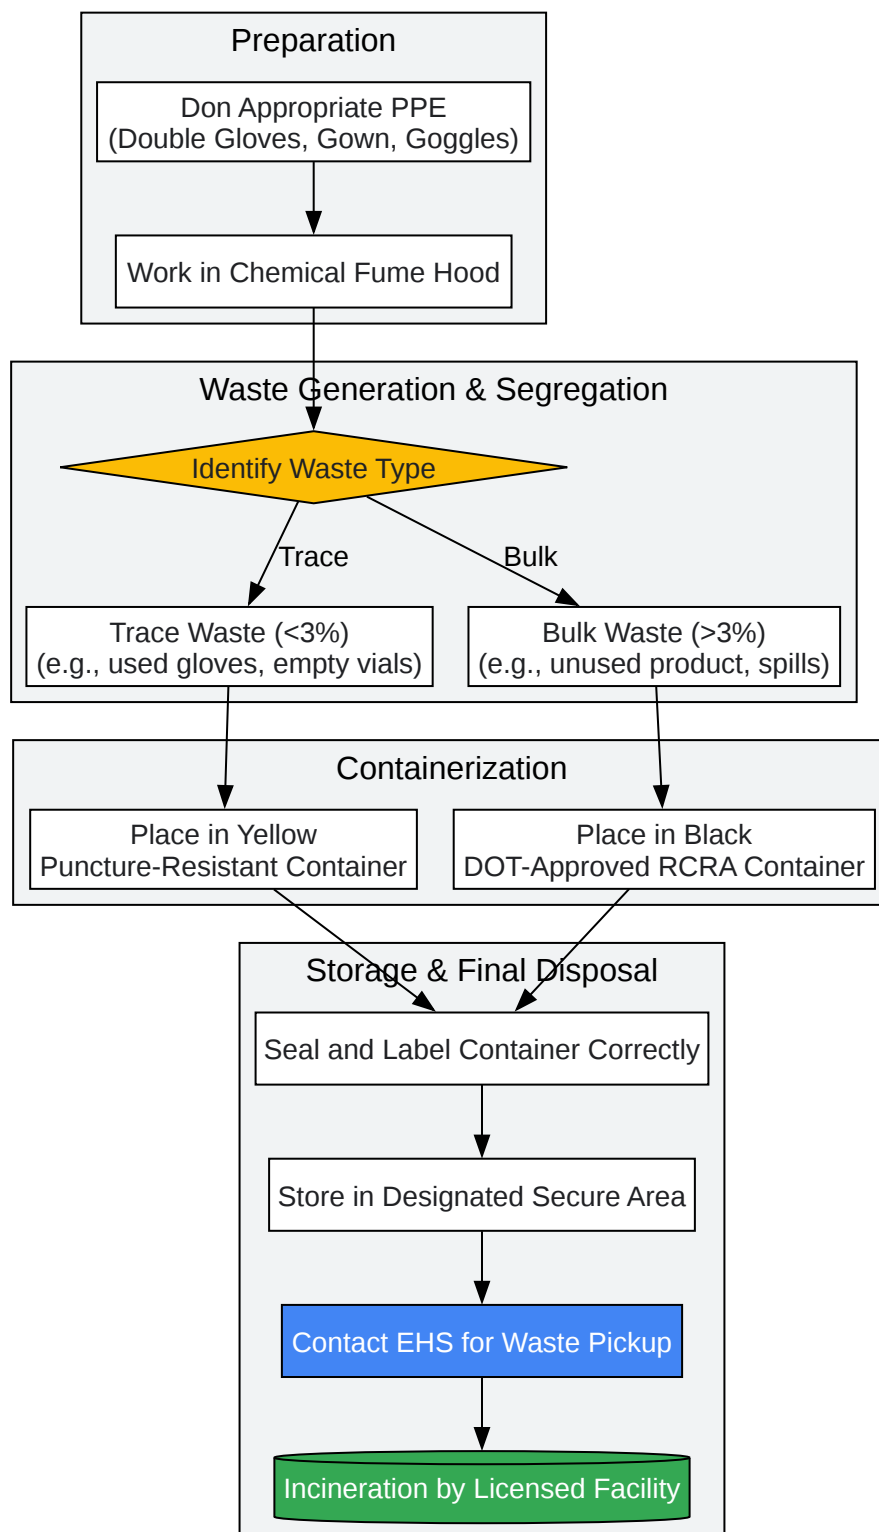 Preparation
Don Appropriate PPE
(Double Gloves, Gown, Goggles)
Work in Chemical Fume Hood
Waste Generation & Segregation
Identify Waste Type
Trace
Bulk
Trace Waste (<3%)
(e.g., used gloves, empty vials)
Bulk Waste (>3%)
(e.g., unused product, spills)
Containerization
Place in Yellow
Puncture-Resistant Container
Place in Black
DOT-Approved RCRA Container
Storage & Final Disposal
Seal and Label Container Correctly
Store in Designated Secure Area
Contact EHS for Waste Pickup
Incineration by Licensed Facility